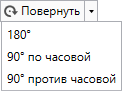 Повернуть
180°
90° по часовой
90° против часовой